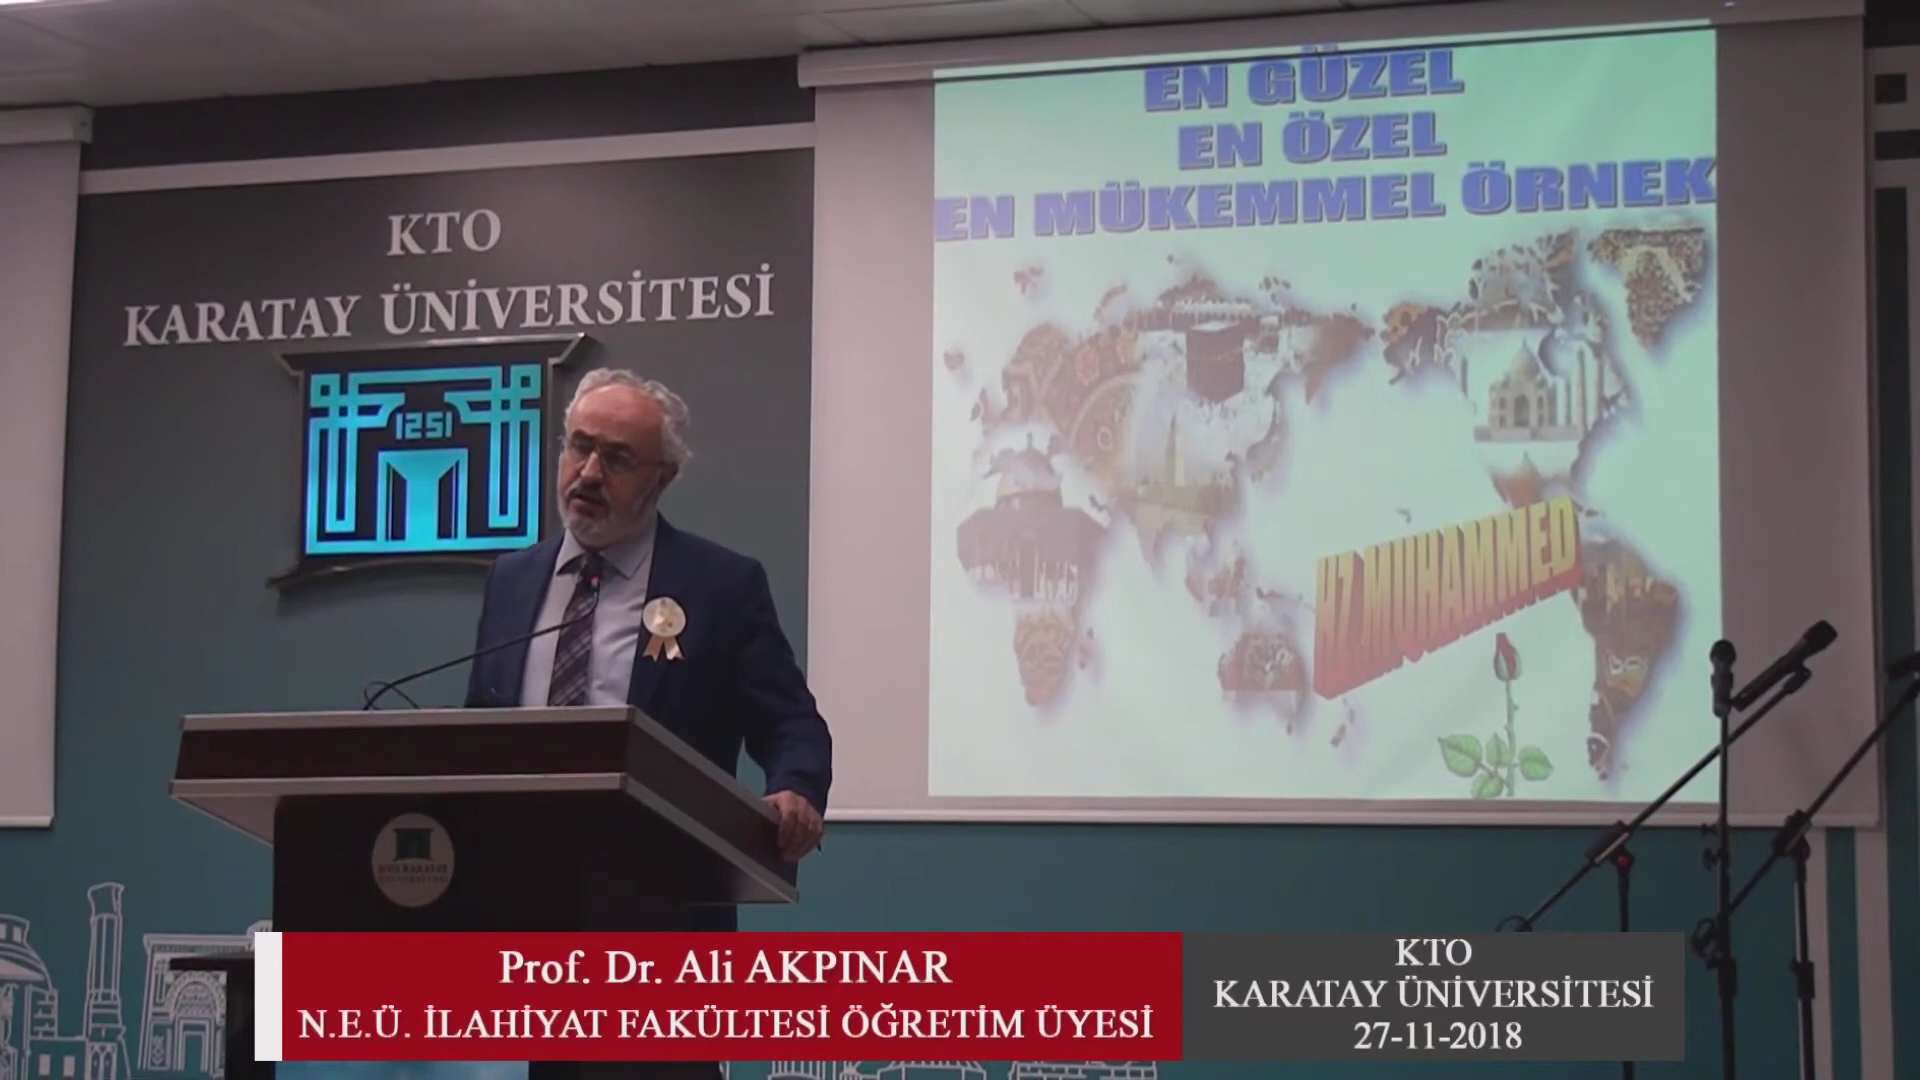 EN GÜZEL
EN ÖZEL
EN MÜKEMMEL ÖRNEK
KTO
KARATAY ÜNİVERSİTESİ
1251
HZ.MUHAMMED
KARATAY
Prof. Dr. Ali AKPINAR
N.E.Ü. İLAHİYAT FAKÜLTESİ ÖĞRETİM ÜYESİ
KTO
KARATAY ÜNİVERSİTESİ
27-11-2018